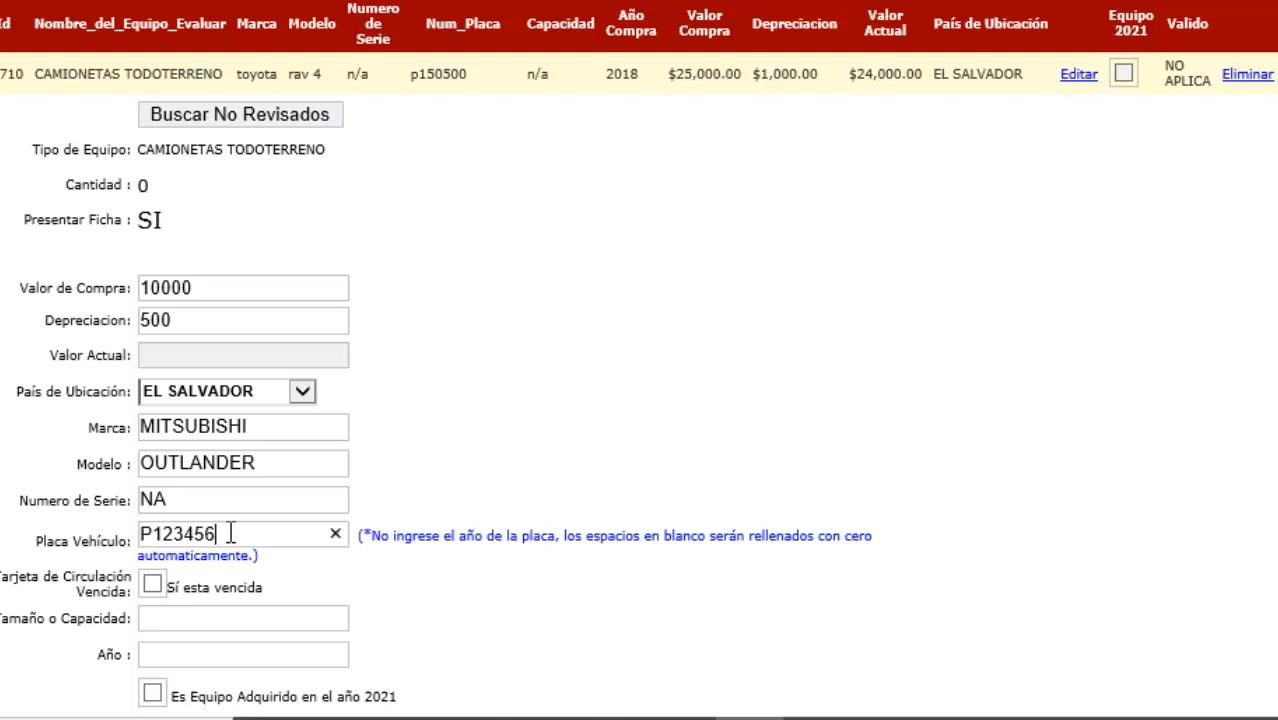 Id Nombre_del_Equipo_Evaluar Marca Modelo Numero de Serie Num_Placa Capacidad Año Compra Valor Compra Depreciacion Valor Actual País de Ubicación Equipo 2021 Valido
710 CAMIONETAS TODOTERRENO toyota rav 4 n/a p150500 n/a 2018 $25,000.00 $1,000.00 $24,000.00 EL SALVADOR Editar NO APLICA Eliminar
Buscar No Revisados
Tipo de Equipo: CAMIONETAS TODOTERRENO
Cantidad : 0
Presentar Ficha : SI
Valor de Compra: 10000
Depreciacion: 500
Valor Actual:
País de Ubicación: EL SALVADOR
Marca: MITSUBISHI
Modelo : OUTLANDER
Numero de Serie: NA
Placa Vehículo: P123456 (*No ingrese el año de la placa, los espacios en blanco serán rellenados con cero
automaticamente.)
Tarjeta de Circulación
Vencida: Sí esta vencida
Tamaño o Capacidad:
Año :
Es Equipo Adquirido en el año 2021